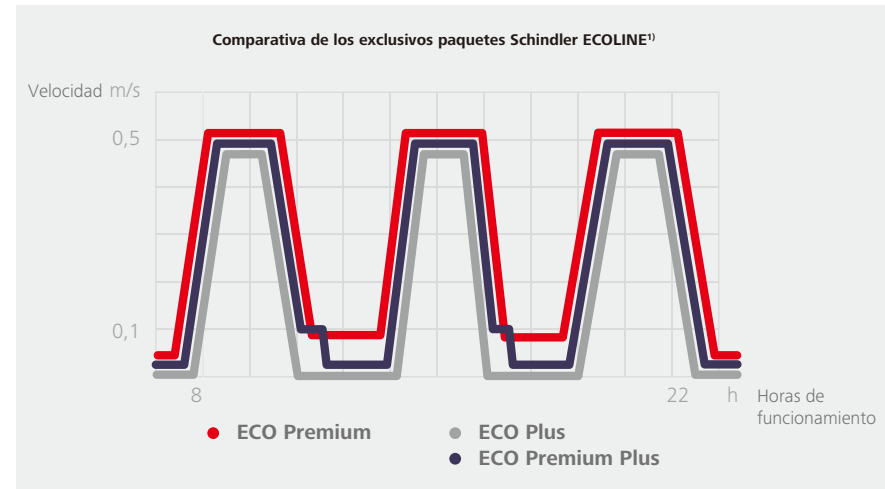 Comparativa de los exclusivos paquetes Schindler ECOLINE¹⁾
Velocidad m/s
0,5
0,1
8
22
h
Horas de
funcionamiento
ECO Premium
ECO Plus
ECO Premium Plus